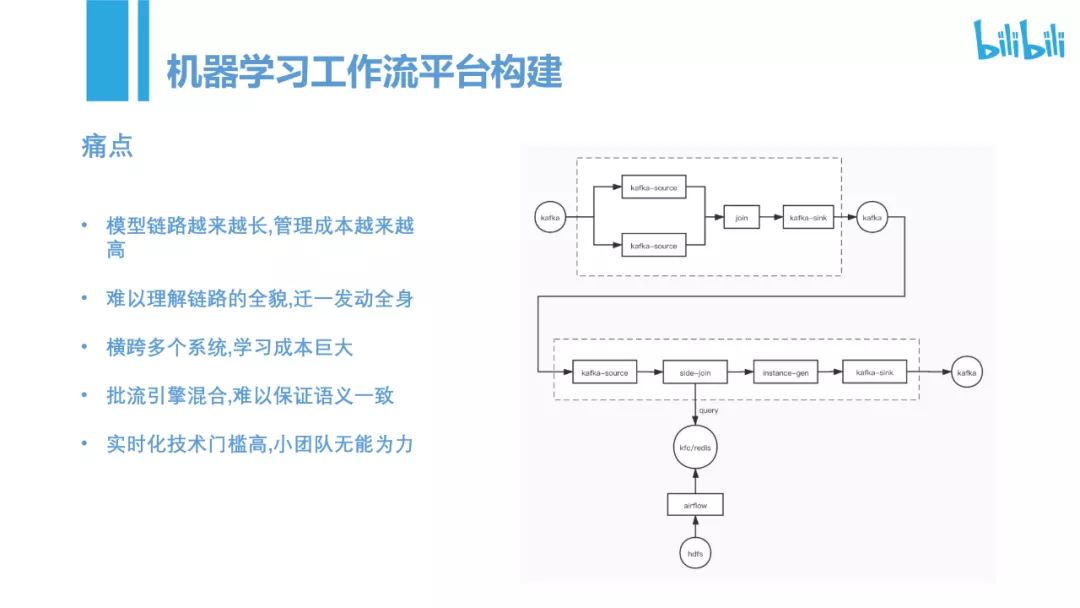 机器学习工作流平台构建
bilibili
痛点
• 模型链路越来越长,管理成本越来越
高
• 难以理解链路的全貌,迁一发动全身
• 横跨多个系统,学习成本巨大
• 批流引擎混合,难以保证语义一致
• 实时化技术门槛高,小团队无能为力
kafka-source
kafka
join
kafka-sink
kafka
kafka-source
kafka-source
side-join
instance-gen
kafka-sink
kafka
query
kfc/redis
airflow
hdfs